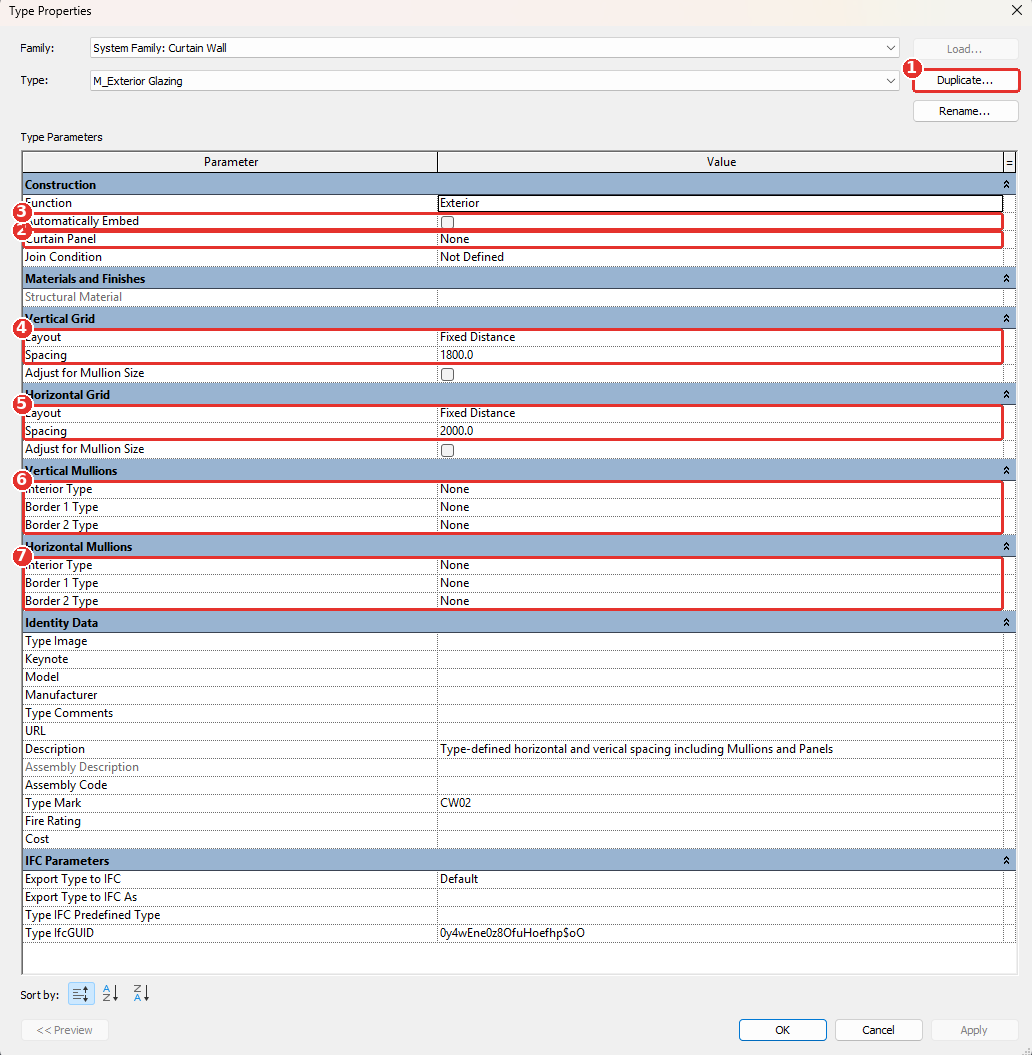 Type Properties
Family: System Family: Curtain Wall Load...
Type: M_Exterior Glazing 1 Duplicate...
Rename...
Type Parameters
Parameter Value =
Construction
Function Exterior
3 Automatically Embed
2 Curtain Panel None
Join Condition Not Defined
Materials and Finishes
Structural Material
Vertical Grid
4 Layout Fixed Distance
Spacing 1800.0
Adjust for Mullion Size
Horizontal Grid
5 Layout Fixed Distance
Spacing 2000.0
Adjust for Mullion Size
Vertical Mullions
6 Interior Type None
Border 1 Type None
Border 2 Type None
Horizontal Mullions
7 Interior Type None
Border 1 Type None
Border 2 Type None
Identity Data
Type Image
Keynote
Model
Manufacturer
Type Comments
URL
Description Type-defined horizontal and verical spacing including Mullions and Panels
Assembly Description
Assembly Code
Type Mark CW02
Fire Rating
Cost
IFC Parameters
Export Type to IFC Default
Export Type to IFC As
Type IFC Predefined Type
Type IfcGUID 0y4wEne0z8OfuHoefhp$oO
Sort by: A Z Z A
<< Preview OK Cancel Apply